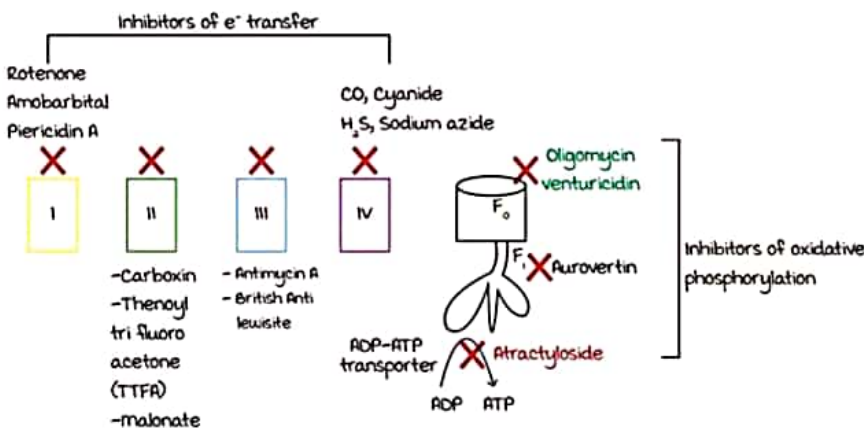 Inhibitors of e⁻ transfer
Rotenone
Amobarbital
Piericidin A
CO, Cyanide
H₂S, Sodium azide
I
II
III
IV
-Carboxin
-Thenoyl
tri fluoro
acetone
(TTFA)
-malonate
- Antimycin A
- British Anti
lewisite
Oligomycin
venturicidin
F₀
F₁
Aurovertin
Inhibitors of oxidative
phosphorylation
ADP-ATP
transporter
Atractyloside
ADP ATP